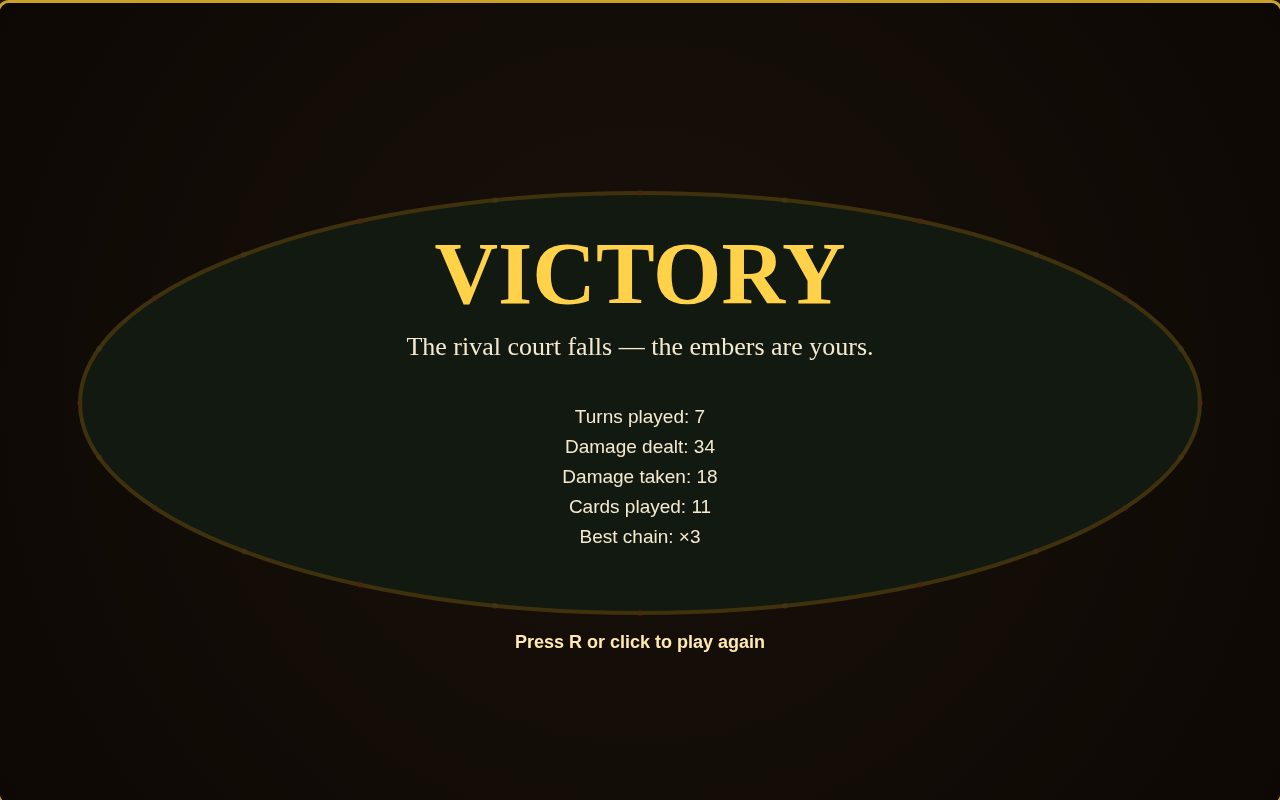 VICTORY
The rival court falls — the embers are yours.
Turns played: 7
Damage dealt: 34
Damage taken: 18
Cards played: 11
Best chain: ×3
Press R or click to play again